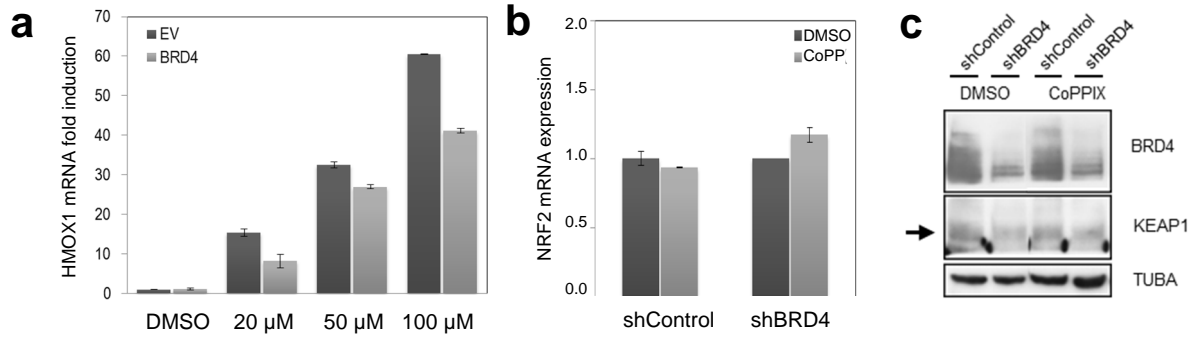 a
HMOX1 mRNA fold induction
70
60
50
40
30
20
10
0
EV
BRD4
DMSO 20 µM 50 µM 100 µM
b
NRF2 mRNA expression
2.0
1.5
1.0
0.5
0.0
DMSO
CoPP
shControl shBRD4
c
shControl shBRD4 shControl shBRD4
DMSO CoPPIX
BRD4
KEAP1
TUBA